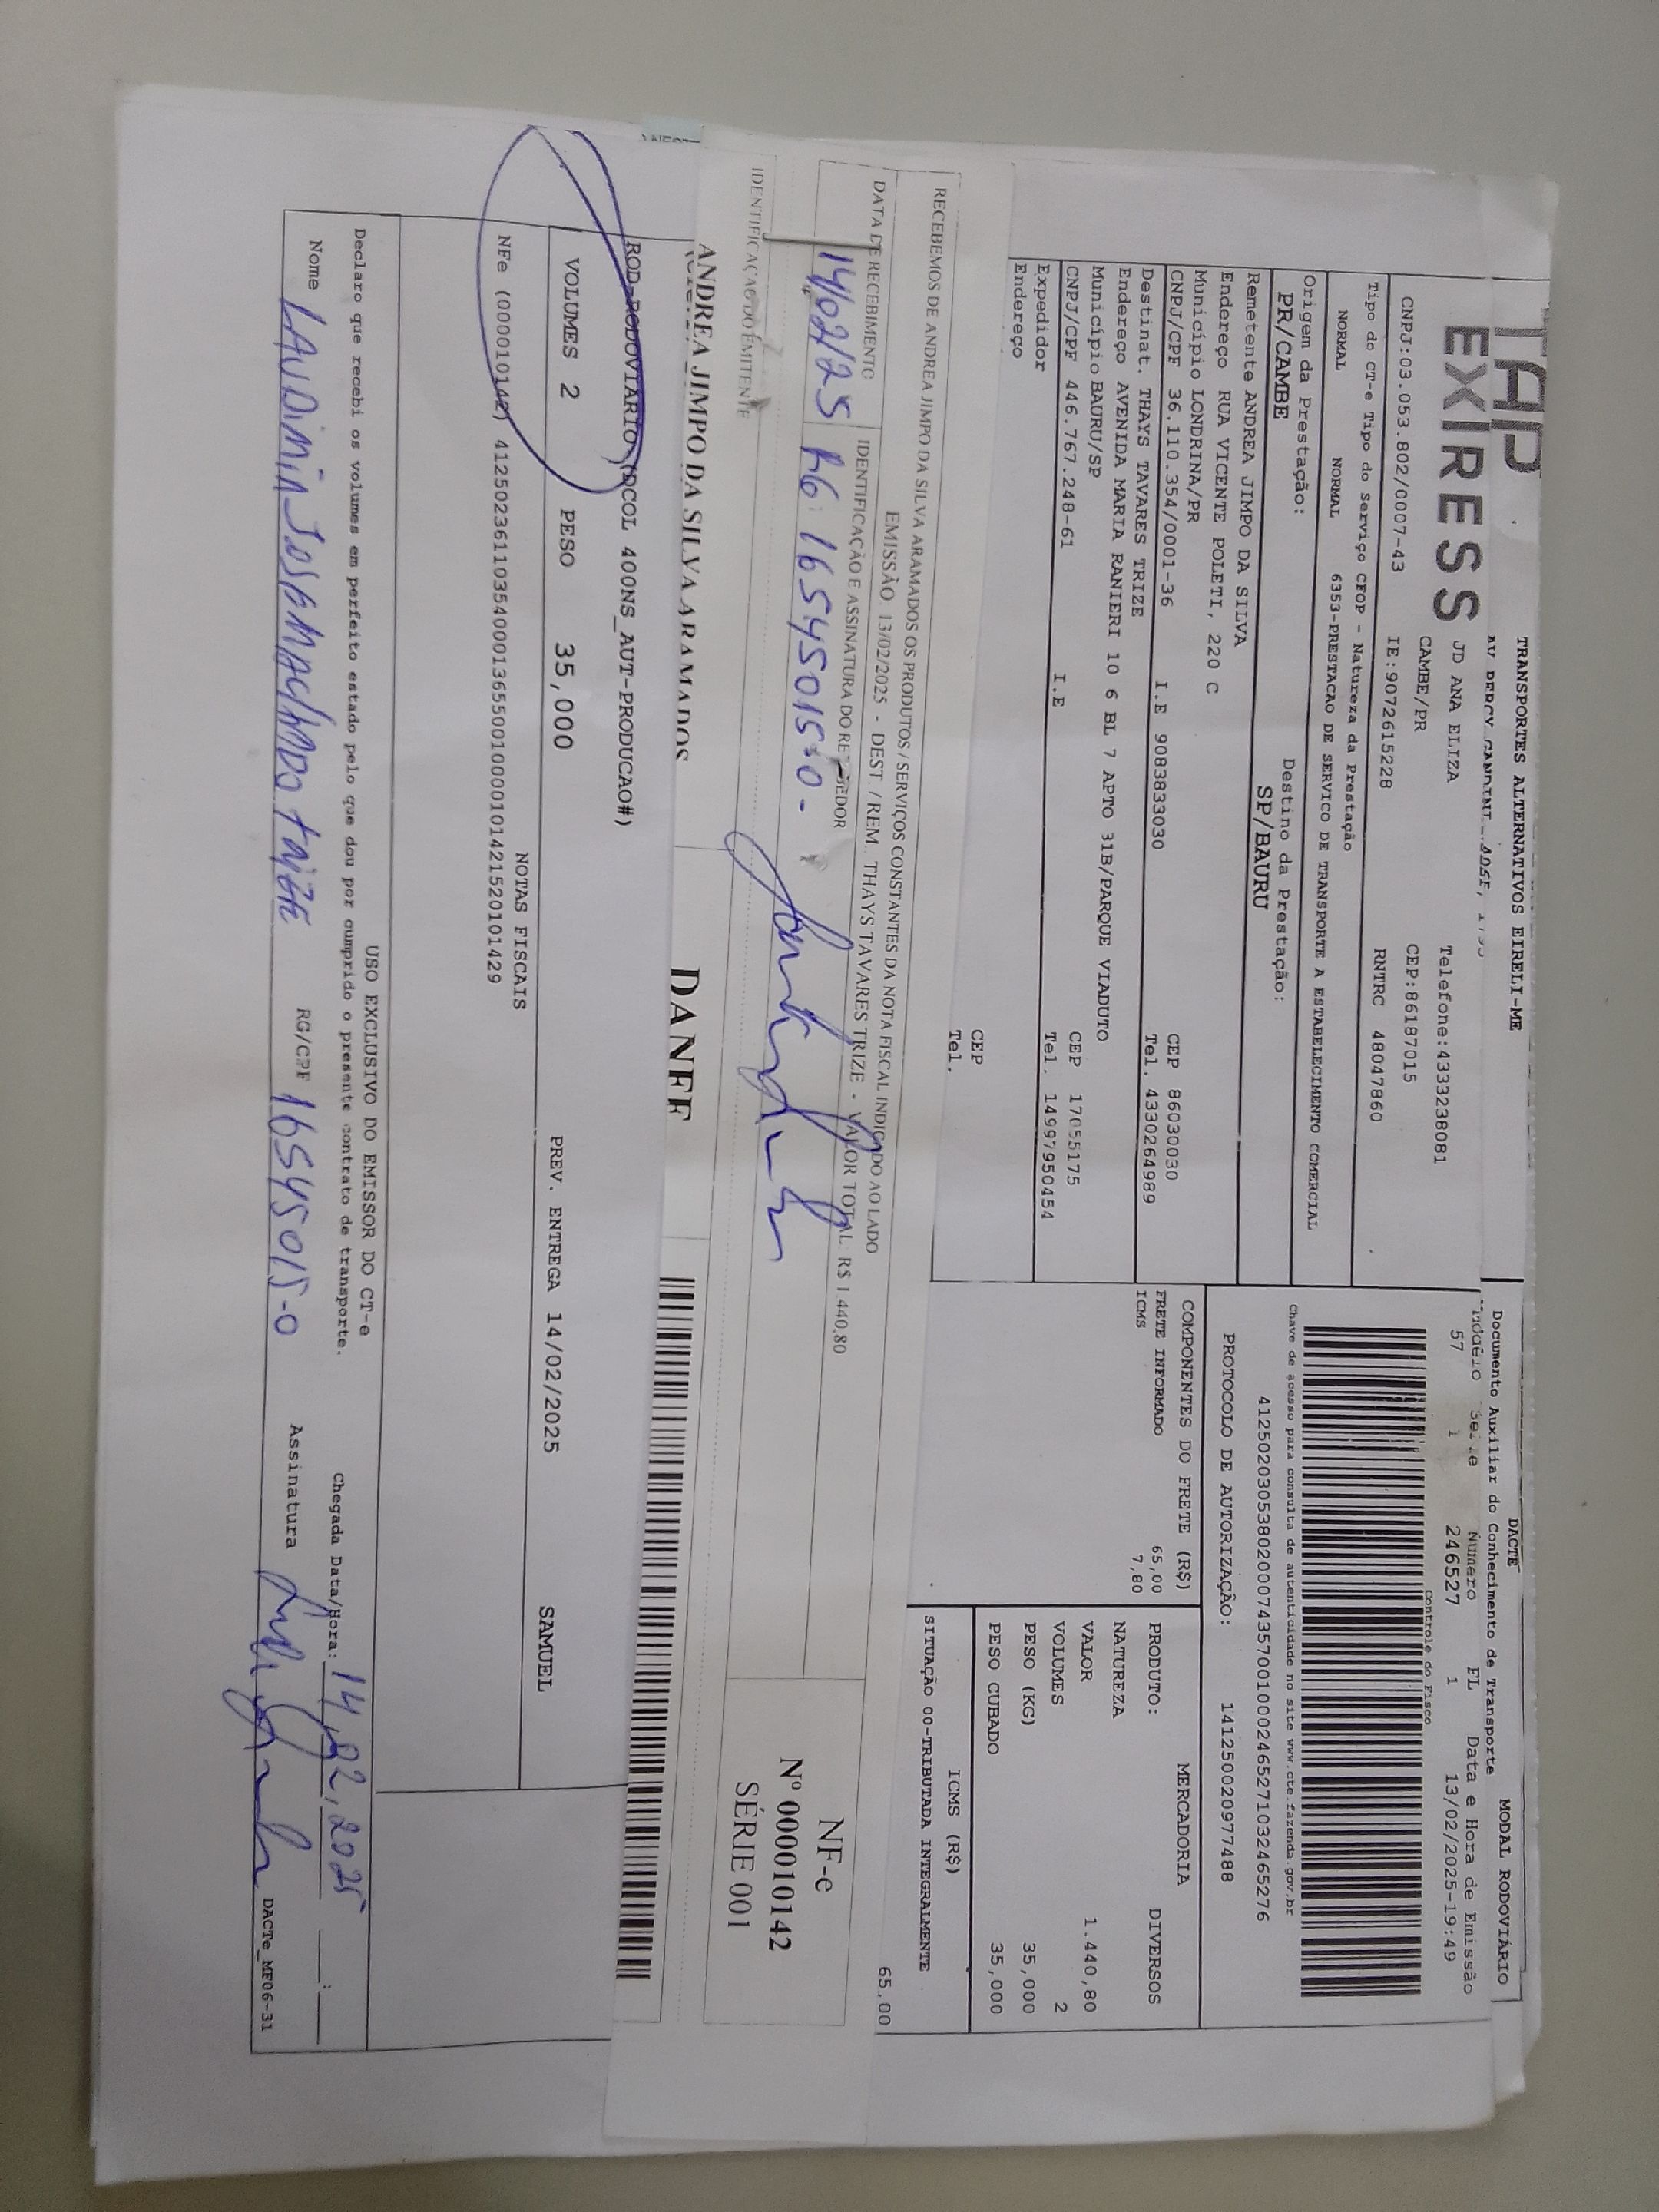 TAP
EXIRESS
TRANSPORTES ALTERNATIVOS EIRELI-ME
JD ANA ELIZA Telefone:4333238081
CAMBE/PR CEP:86187015
CNPJ:03.053.802/0007-43 IE:9072615228 RNTRC 48047860
Tipo do CT-e Tipo do Serviço CFOP - Natureza da Prestação
NORMAL NORMAL 6353-PRESTACAO DE SERVICO DE TRANSPORTE A ESTABELECIMENTO COMERCIAL
Origem da Prestação: Destino da Prestação:
PR/CAMBE SP/BAURU
Remetente ANDREA JIMPO DA SILVA
Endereço RUA VICENTE POLETI, 220 C CEP 86030030
Município LONDRINA/PR Tel. 4330264989
CNPJ/CPF 36.110.354/0001-36 I.E 9083833030
Destinat. THAYS TAVARES TRIZE
Endereço AVENIDA MARIA RANIERI 10 6 BL 7 APTO 31B/PARQUE VIADUTO
Município BAURU/SP CEP 17055175
CNPJ/CPF 446.767.248-61 I.E Tel. 14997950454
Expedidor
Endereço CEP
Tel.
DACTE MODAL RODOVIÁRIO
Documento Auxiliar do Conhecimento de Transporte
Modelo Serie Número FL Data e Hora de Emissão
57 1 246527 1 13/02/2025-19:49
Controle do Fisco
Chave de acesso para consulta de autenticidade no site www.cte.fazenda.gov.br
41250203053802000743570010002465271032465276
PROTOCOLO DE AUTORIZAÇÃO: 141250020977488
COMPONENTES DO FRETE (R$)
FRETE INFORMADO 65,00
ICMS 7,80
MERCADORIA
PRODUTO: DIVERSOS
NATUREZA
VALOR 1.440,80
VOLUMES 2
PESO (KG) 35,000
PESO CUBADO 35,000
ICMS (R$)
SITUAÇÃO 00-TRIBUTADA INTEGRALMENTE
65,00
RECEBEMOS DE ANDREA JIMPO DA SILVA ARAMADOS OS PRODUTOS / SERVIÇOS CONSTANTES DA NOTA FISCAL INDICADO AO LADO
EMISSÃO: 13/02/2025 - DEST. / REM.: THAYS TAVARES TRIZE - VALOR TOTAL: R$ 1.440,80
DATA DE RECEBIMENTO IDENTIFICAÇÃO E ASSINATURA DO RECEBEDOR
14/02/25 RG 16545015-0-
NF-e
Nº 000010142
SÉRIE 001
IDENTIFICAÇAO DO EMITENTE
ANDREA JIMPO DA SILVA ARAMADOS DANFE
ROD-RODOVIARIO (DCOL 400NS_AUT-PRODUCAO#)
VOLUMES 2 PESO 35,000 PREV. ENTREGA 14/02/2025 SAMUEL
NOTAS FISCAIS
NFe (000010142) 41250236110354000136550010000101421520101429
USO EXCLUSIVO DO EMISSOR DO CT-e
Declaro que recebi os volumes em perfeito estado pelo que dou por cumprido o presente contrato de transporte.
Chegada Data/Hora: 14,02,2025 :
Nome LAUDIMIR JOSÉ MACHADO RG/CPF 16545015-0 Assinatura
DACTe_MF06-31